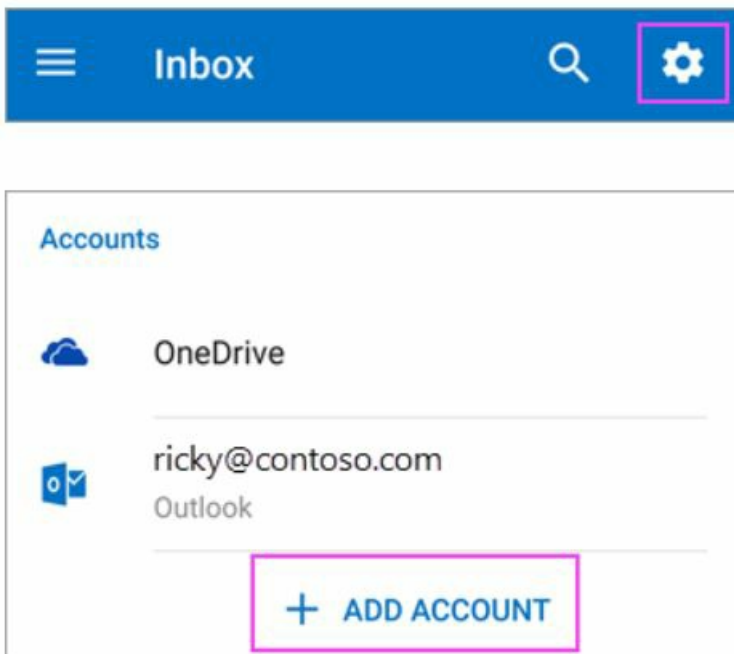 Inbox
Accounts
OneDrive
ricky@contoso.com
Outlook
+ ADD ACCOUNT